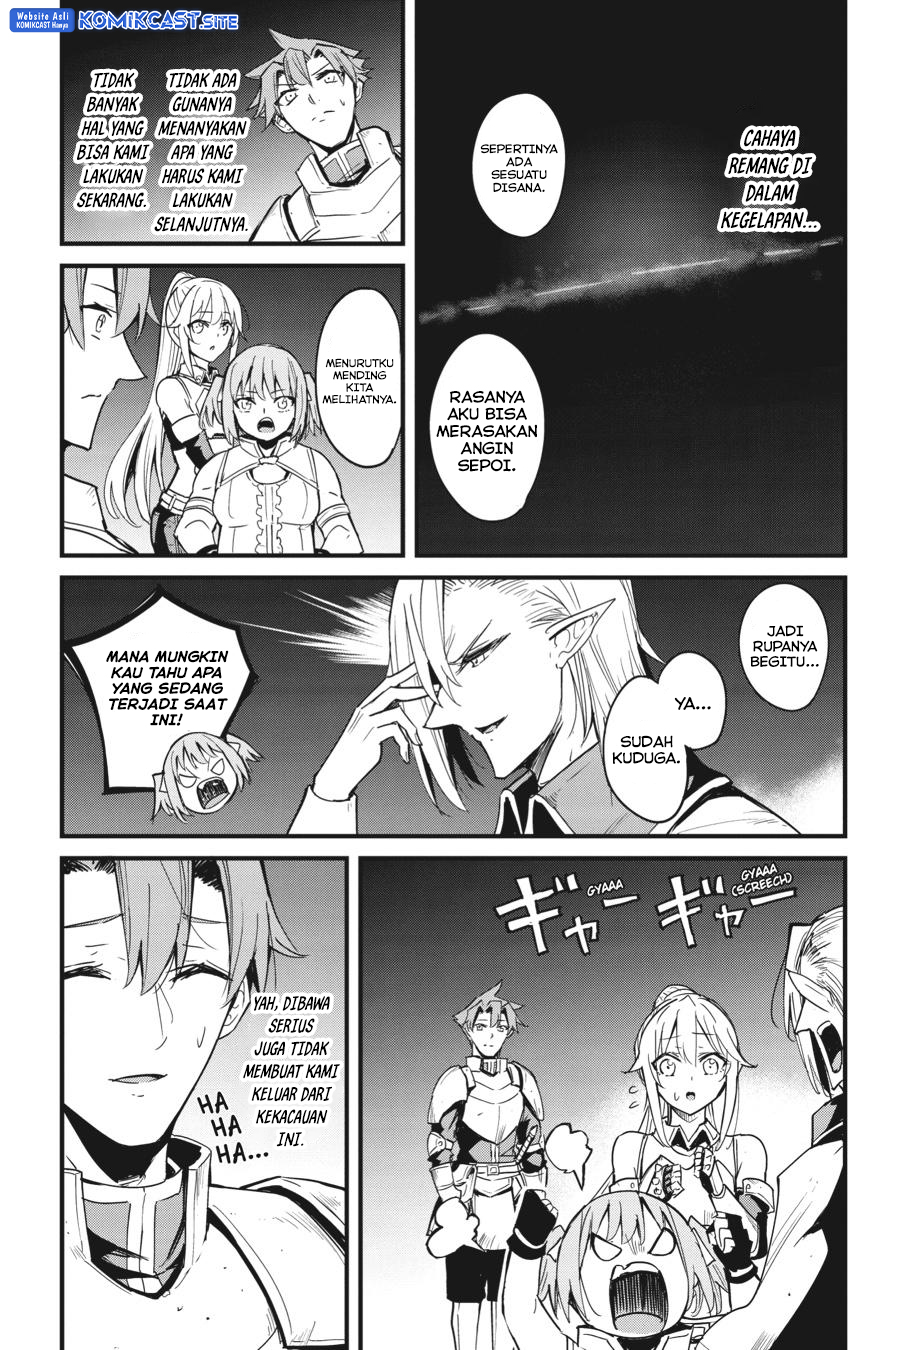 Website Asli
KOMIKCAST Hanya
KOMIKCAST.SITE
CAHAYA
REMANG DI
DALAM
KEGELAPAN...
SEPERTINYA
ADA
SESUATU
DISANA.
RASANYA
AKU BISA
MERASAKAN
ANGIN
SEPOI.
TIDAK ADA
GUNANYA
MENANYAKAN
APA YANG
HARUS KAMI
LAKUKAN
SELANJUTNYA.
TIDAK
BANYAK
HAL YANG
BISA KAMI
LAKUKAN
SEKARANG.
MENURUTKU
MENDING
KITA
MELIHATNYA.
JADI
RUPANYA
BEGITU...
YA...
SUDAH
KUDUGA.
MANA MUNGKIN
KAU TAHU APA
YANG SEDANG
TERJADI SAAT
INI!
GYAAA
(SCREECH)
ギャー
GYAAA
ギャー
YAH, DIBAWA
SERIUS
JUGA TIDAK
MEMBUAT KAMI
KELUAR DARI
KEKACAUAN
INI.
HA
HA
HA...